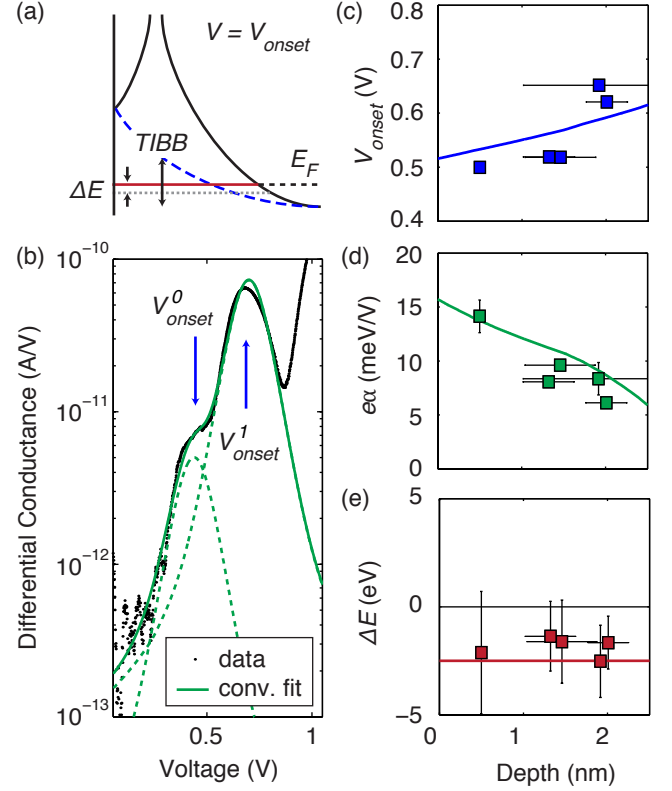 (a)
V = V_onset
TIBB
E_F
ΔE
(b)
10^-10
10^-11
10^-12
10^-13
Differential Conductance (A/V)
V^0_onset
V^1_onset
data
conv. fit
0.5
1
Voltage (V)
(c)
0.8
0.7
0.6
0.5
0.4
V_onset (V)
(d)
20
15
10
5
0
eα (meV/V)
(e)
5
0
−5
ΔE (eV)
0
1
2
Depth (nm)